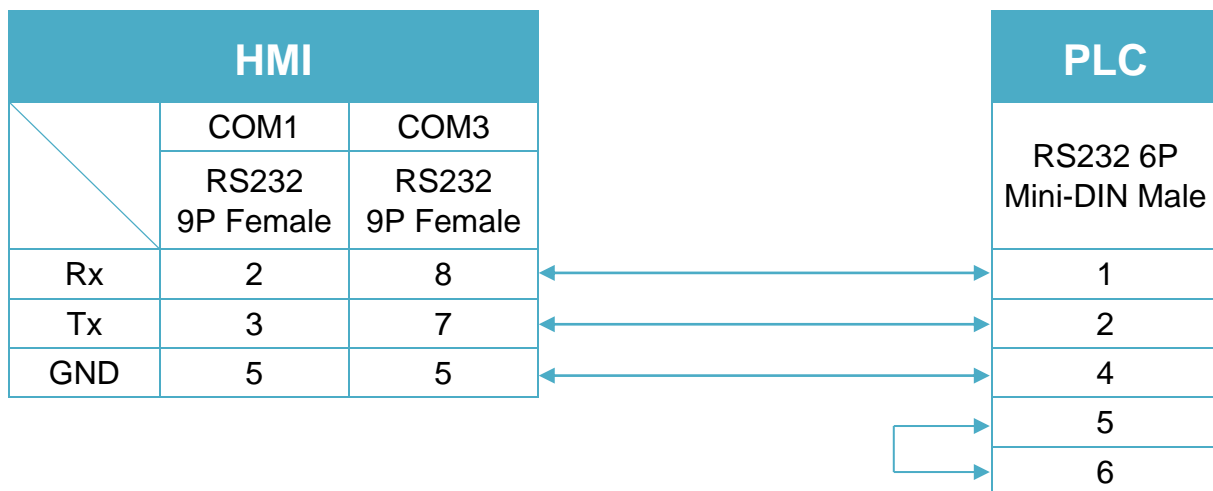 HMI
PLC
COM1 COM3
RS232 6P
Mini-DIN Male
RS232 RS232
9P Female 9P Female
Rx 2 8 1
Tx 3 7 2
GND 5 5 4
5
6